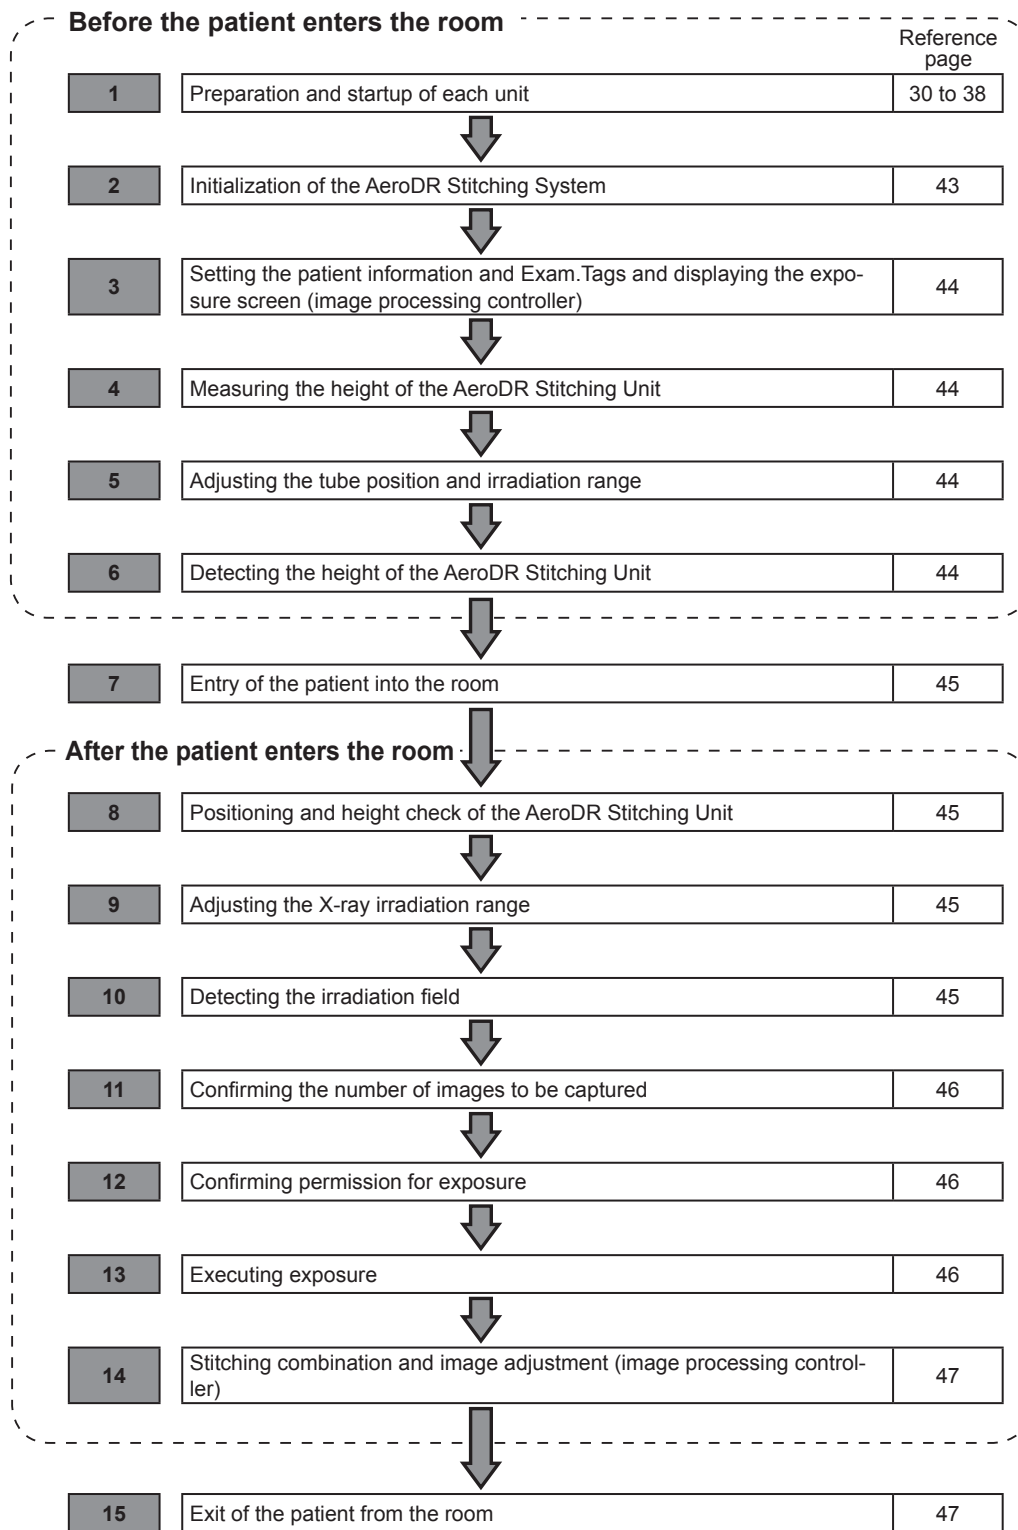 Before the patient enters the room
Reference
page
1 Preparation and startup of each unit 30 to 38
2 Initialization of the AeroDR Stitching System 43
3 Setting the patient information and Exam.Tags and displaying the expo-
sure screen (image processing controller) 44
4 Measuring the height of the AeroDR Stitching Unit 44
5 Adjusting the tube position and irradiation range 44
6 Detecting the height of the AeroDR Stitching Unit 44
7 Entry of the patient into the room 45
After the patient enters the room
8 Positioning and height check of the AeroDR Stitching Unit 45
9 Adjusting the X-ray irradiation range 45
10 Detecting the irradiation field 45
11 Confirming the number of images to be captured 46
12 Confirming permission for exposure 46
13 Executing exposure 46
14 Stitching combination and image adjustment (image processing control-
ler) 47
15 Exit of the patient from the room 47